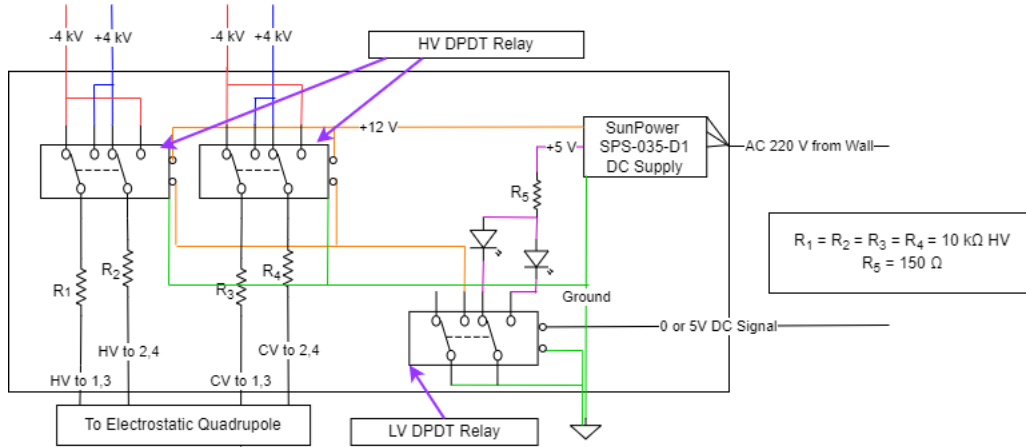 -4 kV
+4 kV
-4 kV
+4 kV
HV DPDT Relay
+12 V
SunPower
SPS-035-D1
DC Supply
+5 V
AC 220 V from Wall
R5
R1 = R2 = R3 = R4 = 10 kΩ HV
R5 = 150 Ω
R1
R2
R3
R4
Ground
0 or 5V DC Signal
HV to 2,4
CV to 2,4
HV to 1,3
CV to 1,3
To Electrostatic Quadrupole
LV DPDT Relay